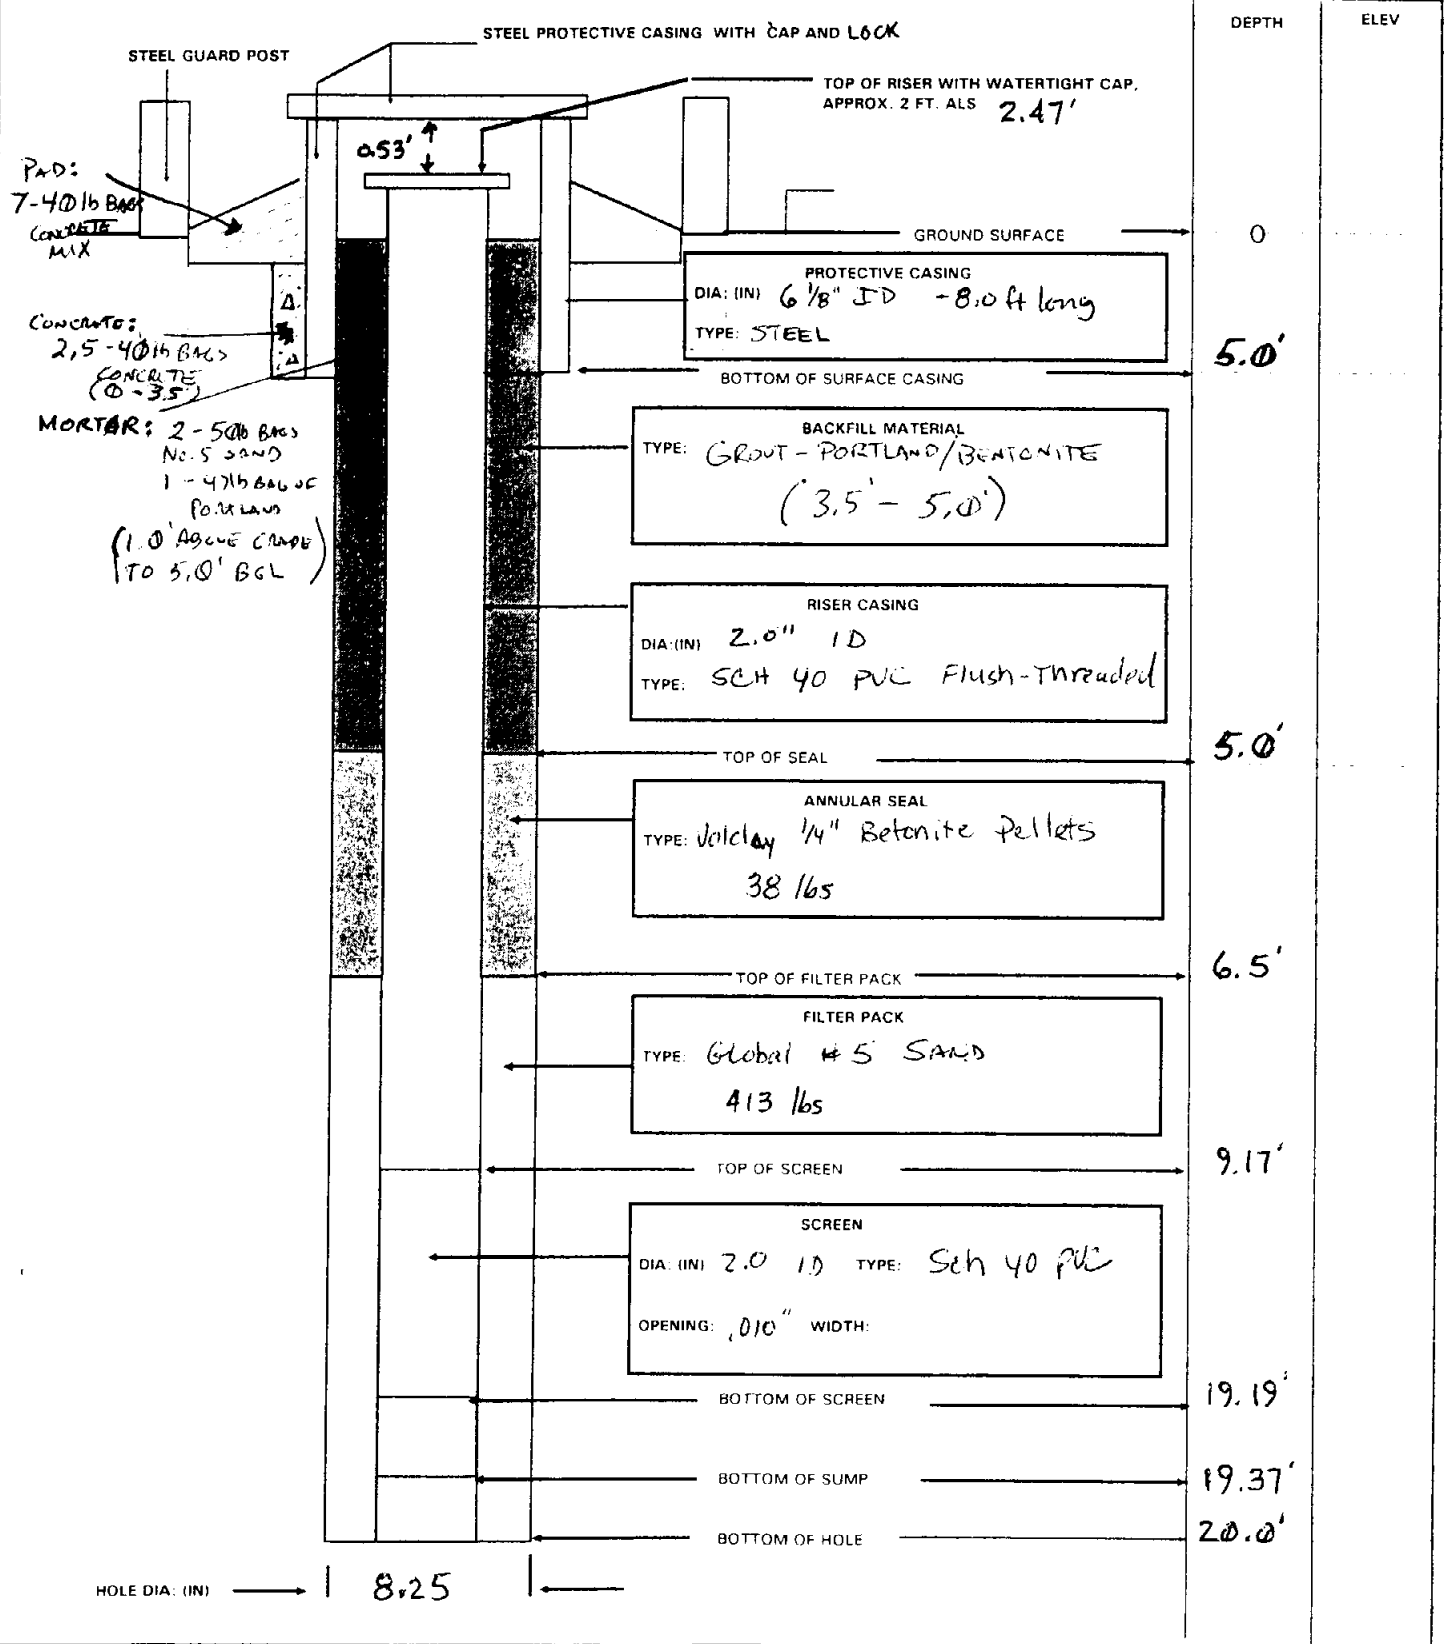 DEPTH
ELEV
STEEL PROTECTIVE CASING WITH CAP AND LOCK
STEEL GUARD POST
TOP OF RISER WITH WATERTIGHT CAP,
APPROX. 2 FT. ALS 2.47'
0.53'
PAD:
7-40 lb BAGS
CONCRETE
MIX
GROUND SURFACE
0
PROTECTIVE CASING
DIA: (IN) 6 1/8" ID - 8.0 ft long
TYPE: STEEL
CONCRETE:
2.5-40 lb BAGS
CONCRETE
(0 - 3.5')
BOTTOM OF SURFACE CASING
5.0'
MORTAR: 2 - 50lb BAGS
No. 5 SAND
1 - 47lb BAG OF
PORTLAND
(1.0' ABOVE GRADE
TO 5.0' BGL)
BACKFILL MATERIAL
TYPE: GROUT - PORTLAND/BENTONITE
(3.5' - 5.0')
RISER CASING
DIA:(IN) 2.0" ID
TYPE: SCH 40 PVC Flush-Threaded
TOP OF SEAL
5.0'
ANNULAR SEAL
TYPE: Volclay 1/4" Betonite Pellets
38 lbs
TOP OF FILTER PACK
6.5'
FILTER PACK
TYPE: Global #5 SAND
413 lbs
TOP OF SCREEN
9.17'
SCREEN
DIA: (IN) 2.0 ID TYPE: Sch 40 PVC
OPENING: .010" WIDTH:
BOTTOM OF SCREEN
19.19'
BOTTOM OF SUMP
19.37'
BOTTOM OF HOLE
20.0'
HOLE DIA: (IN) 8.25